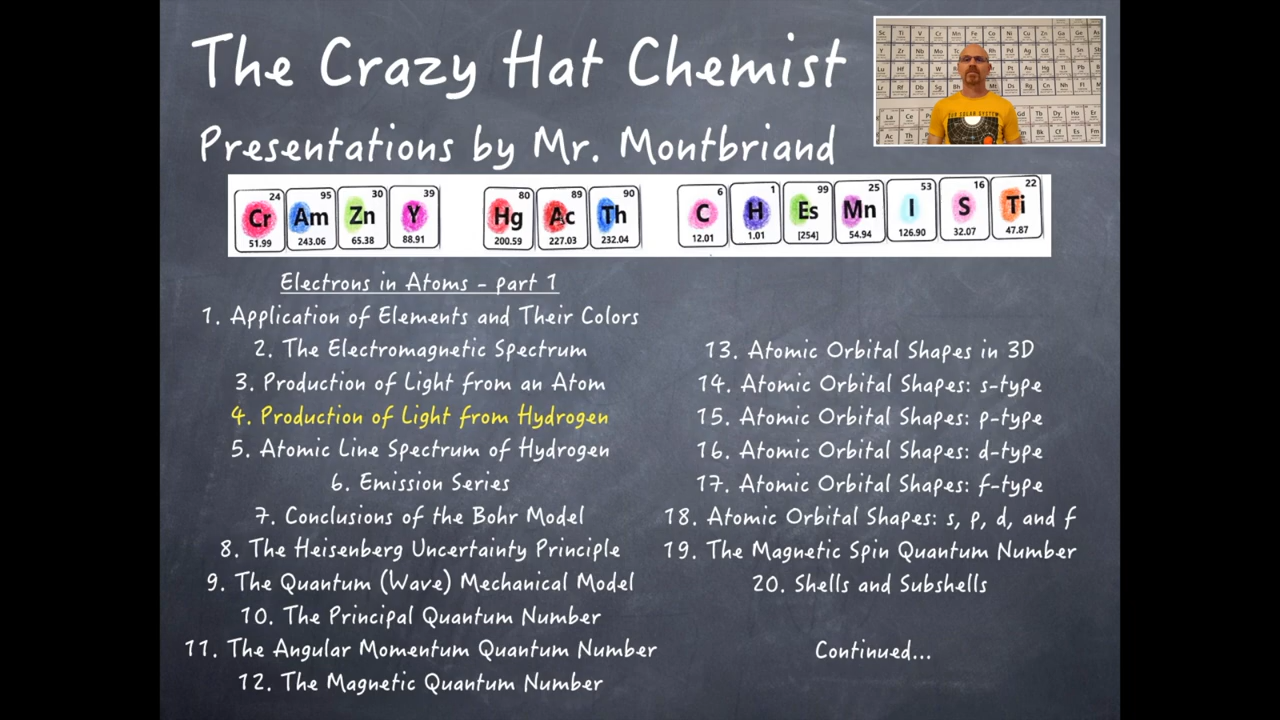 The Crazy Hat Chemist
Presentations by Mr. Montbriand
24 95 30 39 80 89 90 6 1 99 25 53 16 22
Cr Am Zn Y Hg Ac Th C H Es Mn I S Ti
51.99 243.06 65.38 88.91 200.59 227.03 232.04 12.01 1.01 [254] 54.94 126.90 32.07 47.87
Electrons in Atoms - part 1
1. Application of Elements and Their Colors
2. The Electromagnetic Spectrum
3. Production of Light from an Atom
4. Production of Light from Hydrogen
5. Atomic Line Spectrum of Hydrogen
6. Emission Series
7. Conclusions of the Bohr Model
8. The Heisenberg Uncertainty Principle
9. The Quantum (Wave) Mechanical Model
10. The Principal Quantum Number
11. The Angular Momentum Quantum Number
12. The Magnetic Quantum Number
13. Atomic Orbital Shapes in 3D
14. Atomic Orbital Shapes: s-type
15. Atomic Orbital Shapes: p-type
16. Atomic Orbital Shapes: d-type
17. Atomic Orbital Shapes: f-type
18. Atomic Orbital Shapes: s, p, d, and f
19. The Magnetic Spin Quantum Number
20. Shells and Subshells
Continued...